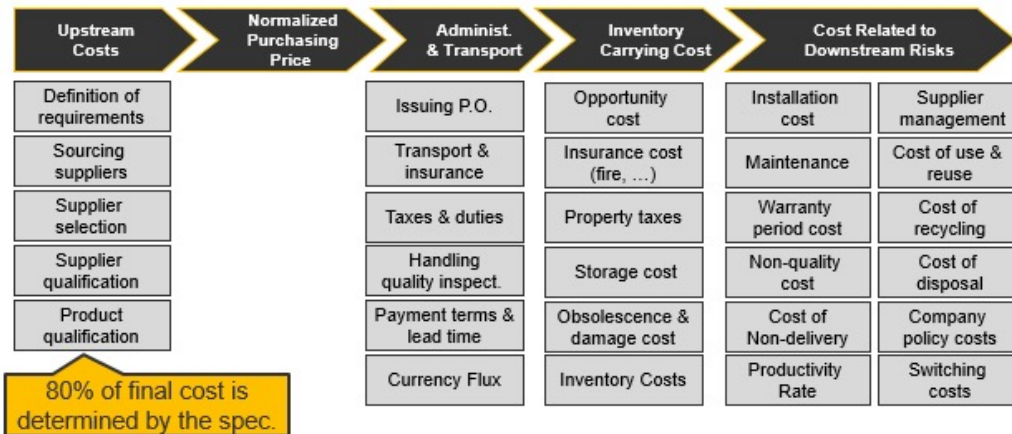 Upstream
Costs
Normalized
Purchasing
Price
Administ.
& Transport
Inventory
Carrying Cost
Cost Related to
Downstream Risks
Definition of
requirements
Sourcing
suppliers
Supplier
selection
Supplier
qualification
Product
qualification
80% of final cost is
determined by the spec.
Issuing P.O.
Transport &
insurance
Taxes & duties
Handling
quality inspect.
Payment terms &
lead time
Currency Flux
Opportunity
cost
Insurance cost
(fire, ...)
Property taxes
Storage cost
Obsolescence &
damage cost
Inventory Costs
Installation
cost
Maintenance
Warranty
period cost
Non-quality
cost
Cost of
Non-delivery
Productivity
Rate
Supplier
management
Cost of use &
reuse
Cost of
recycling
Cost of
disposal
Company
policy costs
Switching
costs